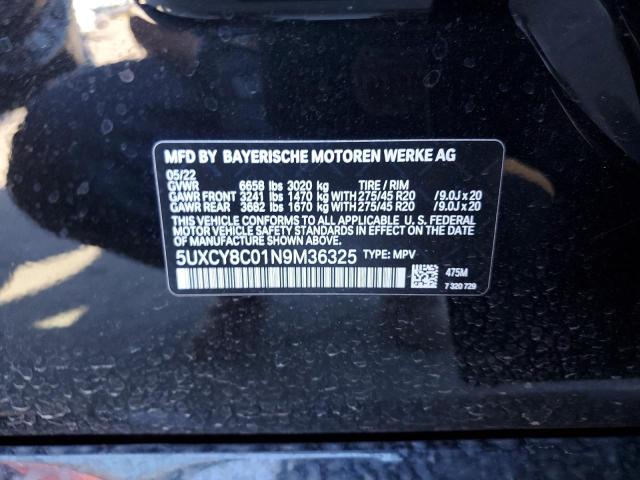 MFD BY BAYERISCHE MOTOREN WERKE AG
05/22
GVWR 6658 lbs 3020 kg TIRE / RIM
GAWR FRONT 3241 lbs 1470 kg WITH 275/45 R20 /9.0J x 20
GAWR REAR 3682 lbs 1670 kg WITH 275/45 R20 /9.0J x 20
THIS VEHICLE CONFORMS TO ALL APPLICABLE U. S. FEDERAL
MOTOR VEHICLE SAFETY STANDARDS IN EFFECT ON THE DATE
OF MANUFACTURE SHOWN ABOVE.
5UXCY8C01N9M36325 TYPE: MPV
475M
7 320 729